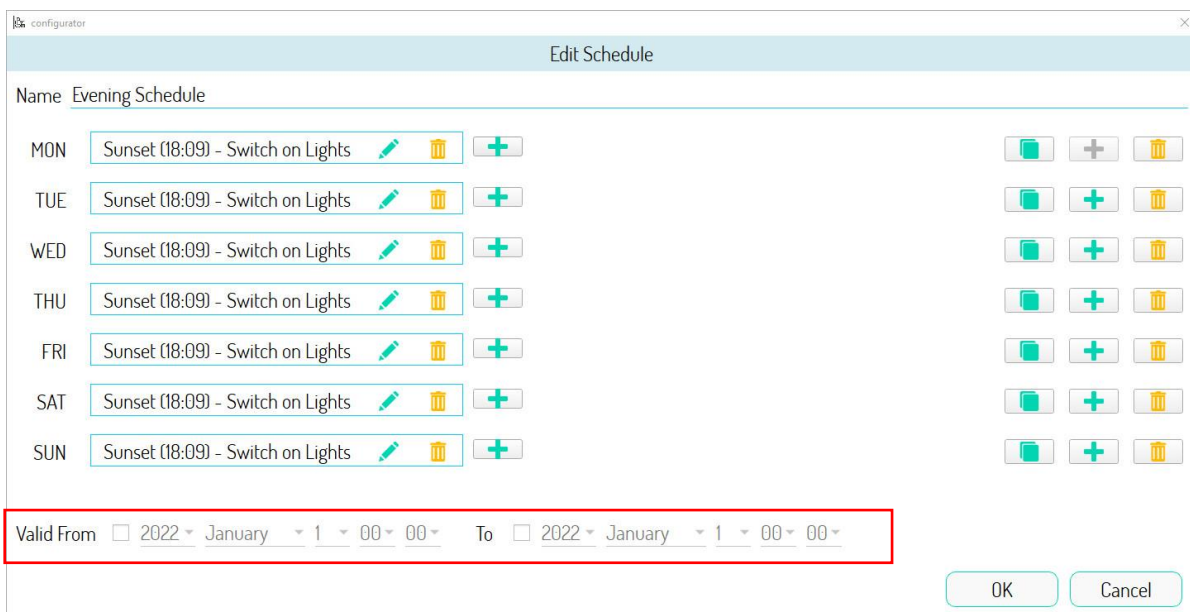 configurator
Edit Schedule
Name Evening Schedule
MON Sunset (18:09) - Switch on Lights
TUE Sunset (18:09) - Switch on Lights
WED Sunset (18:09) - Switch on Lights
THU Sunset (18:09) - Switch on Lights
FRI Sunset (18:09) - Switch on Lights
SAT Sunset (18:09) - Switch on Lights
SUN Sunset (18:09) - Switch on Lights
Valid From 2022 January 1 00 00 To 2022 January 1 00 00
OK Cancel